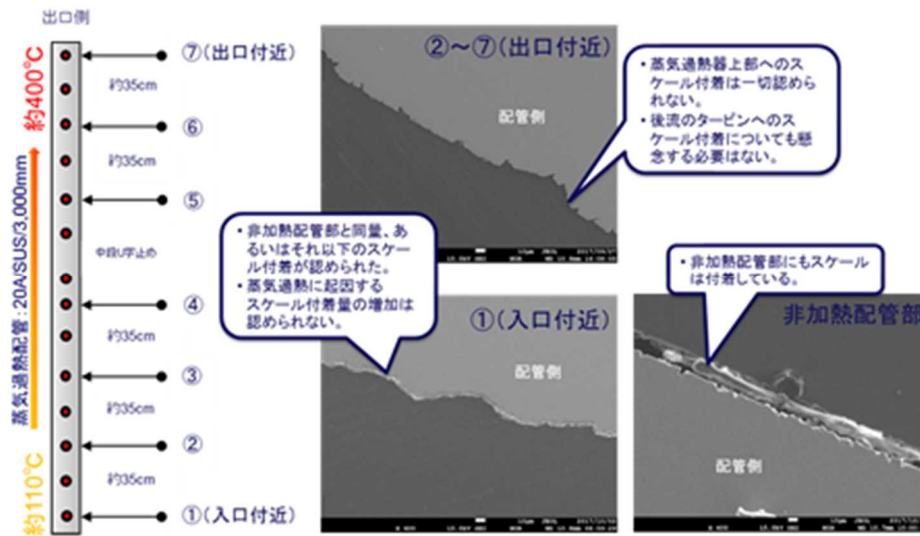 出口側
約400℃
蒸気過熱配管：20A/SUS/3,000mm
約110℃
⑦(出口付近)
約35cm
⑥
約35cm
⑤
中段U字止め
④
約35cm
③
約35cm
②
約35cm
①(入口付近)
②～⑦(出口付近)
配管側
• 蒸気過熱器上部へのス
ケール付着は一切認めら
れない。
• 後流のタービンへのス
ケール付着についても懸
念する必要はない。
• 非加熱配管部と同量、あ
るいはそれ以下のスケー
ル付着が認められた。
• 蒸気過熱に起因する
スケール付着量の増加は
認められない。
①(入口付近)
配管側
• 非加熱配管部にもスケール
は付着している。
非加熱配管部
配管側